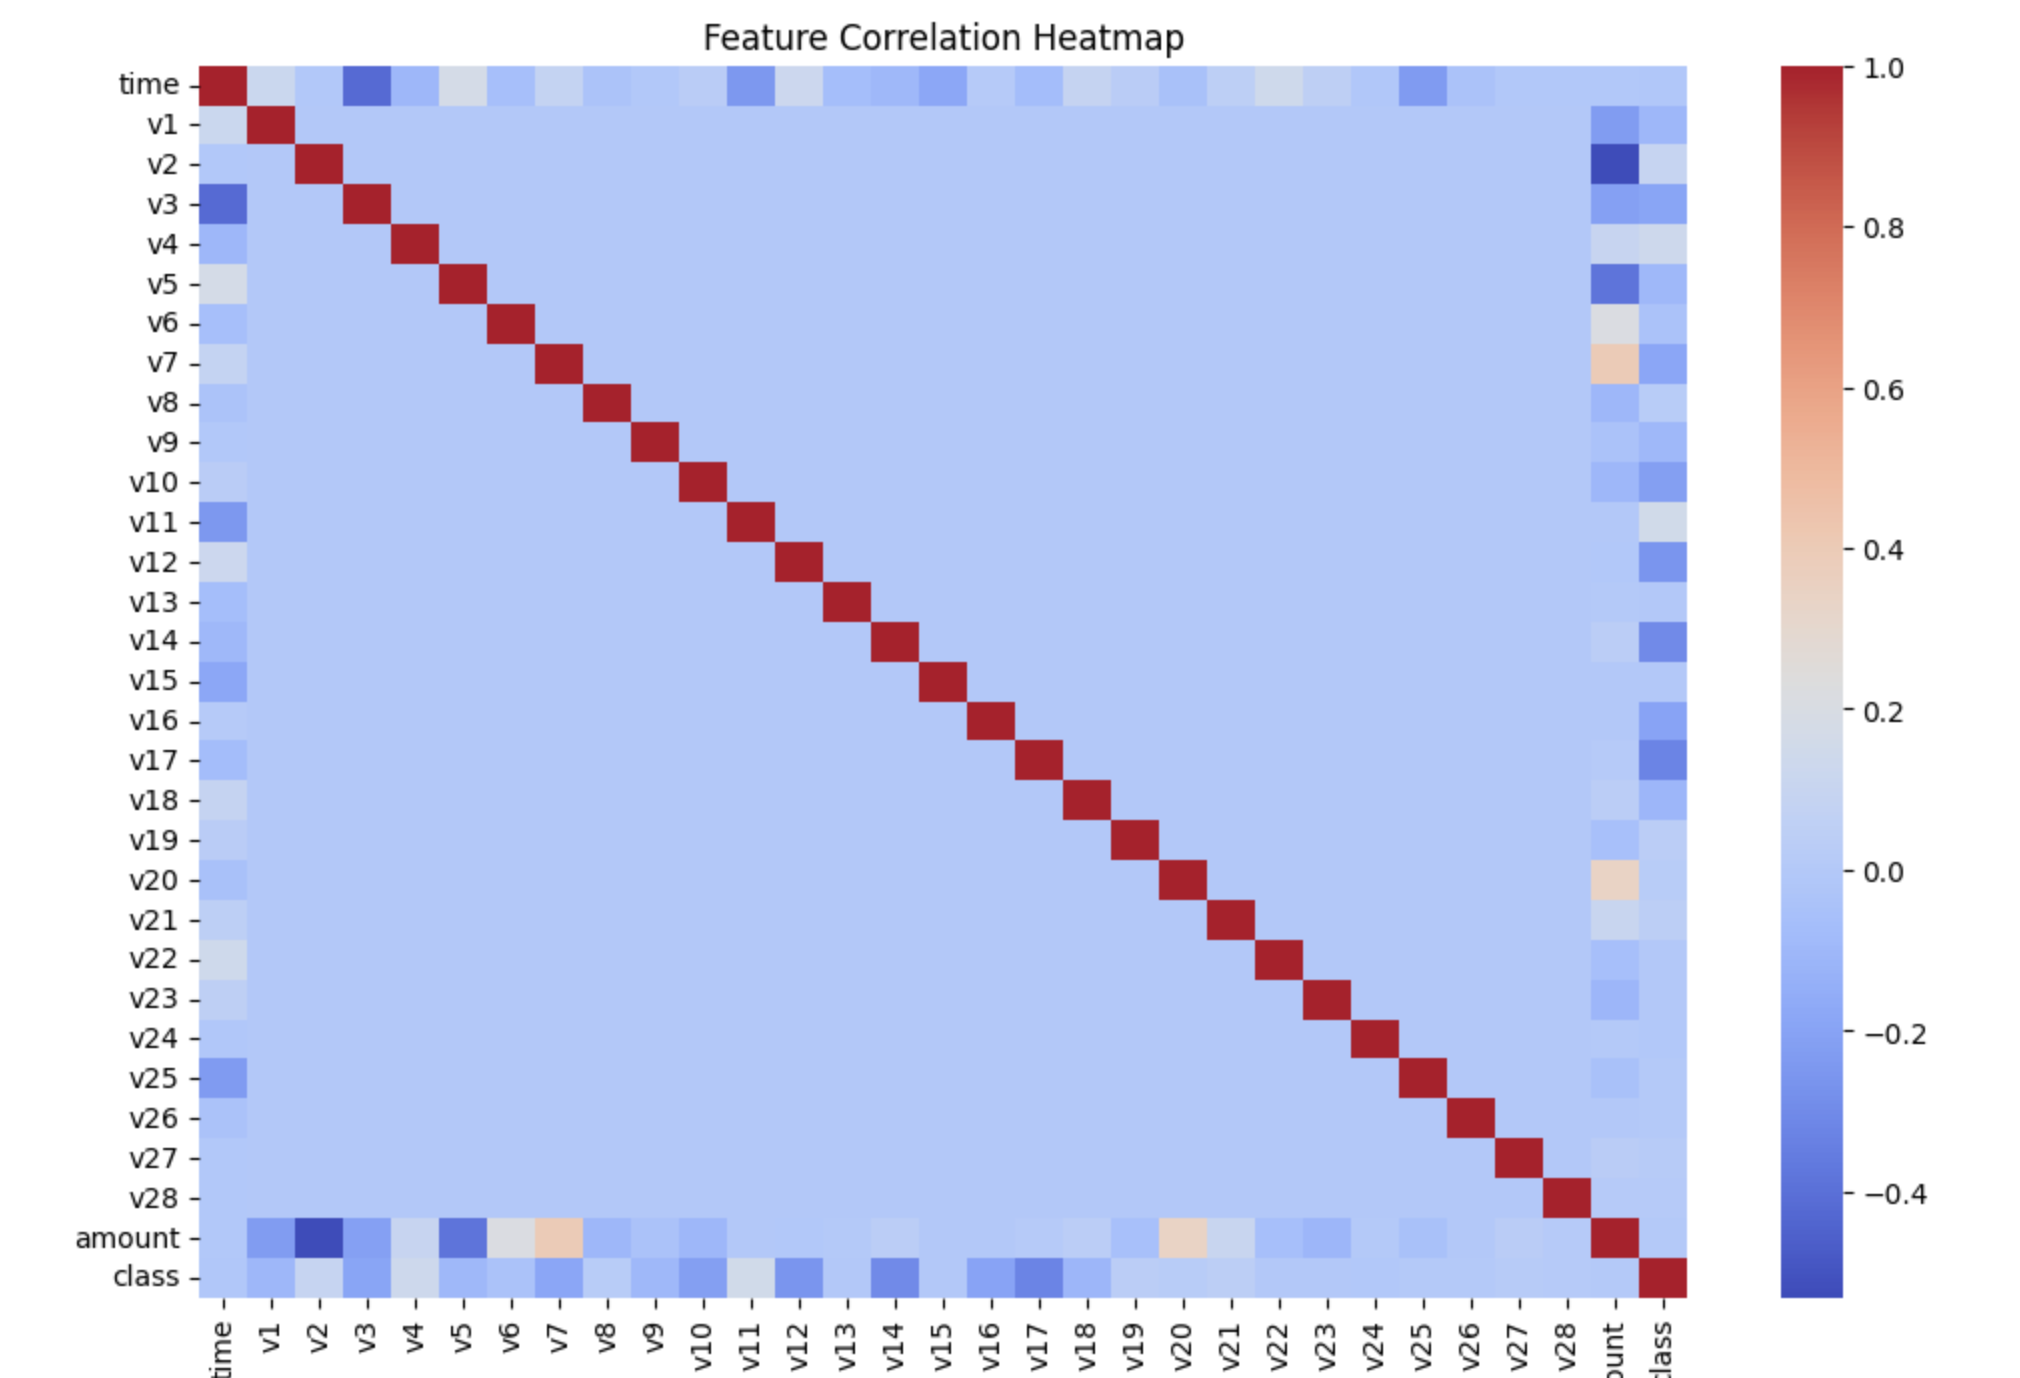 Feature Correlation Heatmap
time
v1
v2
v3
v4
v5
v6
v7
v8
v9
v10
v11
v12
v13
v14
v15
v16
v17
v18
v19
v20
v21
v22
v23
v24
v25
v26
v27
v28
amount
class
1.0
0.8
0.6
0.4
0.2
0.0
−0.2
−0.4
time v1 v2 v3 v4 v5 v6 v7 v8 v9 v10 v11 v12 v13 v14 v15 v16 v17 v18 v19 v20 v21 v22 v23 v24 v25 v26 v27 v28